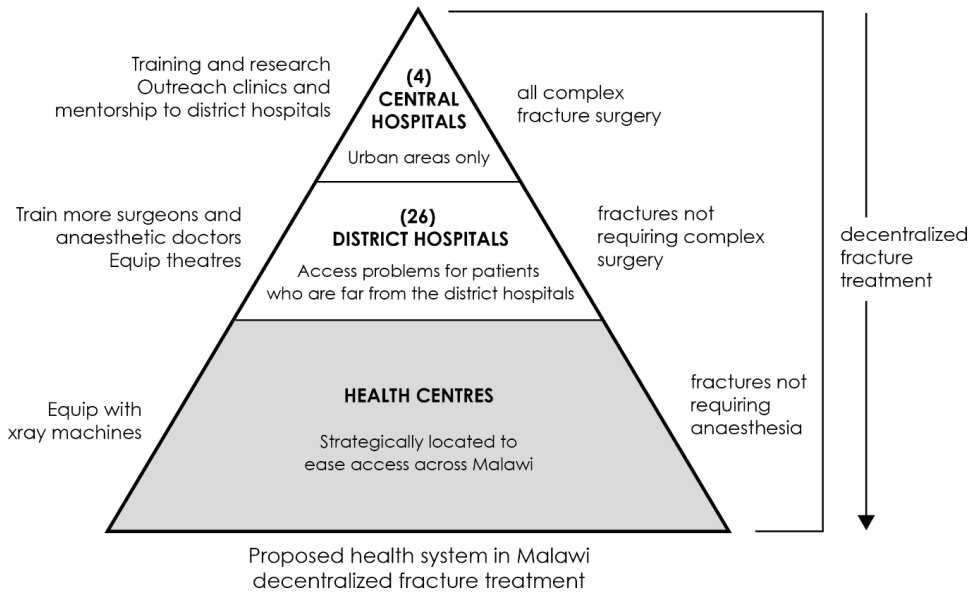 Training and research
Outreach clinics and
mentorship to district hospitals
(4)
CENTRAL
HOSPITALS
Urban areas only
all complex
fracture surgery
Train more surgeons and
anaesthetic doctors
Equip theatres
(26)
DISTRICT HOSPITALS
Access problems for patients
who are far from the district hospitals
fractures not
requiring complex
surgery
decentralized
fracture
treatment
Equip with
xray machines
HEALTH CENTRES
Strategically located to
ease access across Malawi
fractures not
requiring
anaesthesia
Proposed health system in Malawi
decentralized fracture treatment